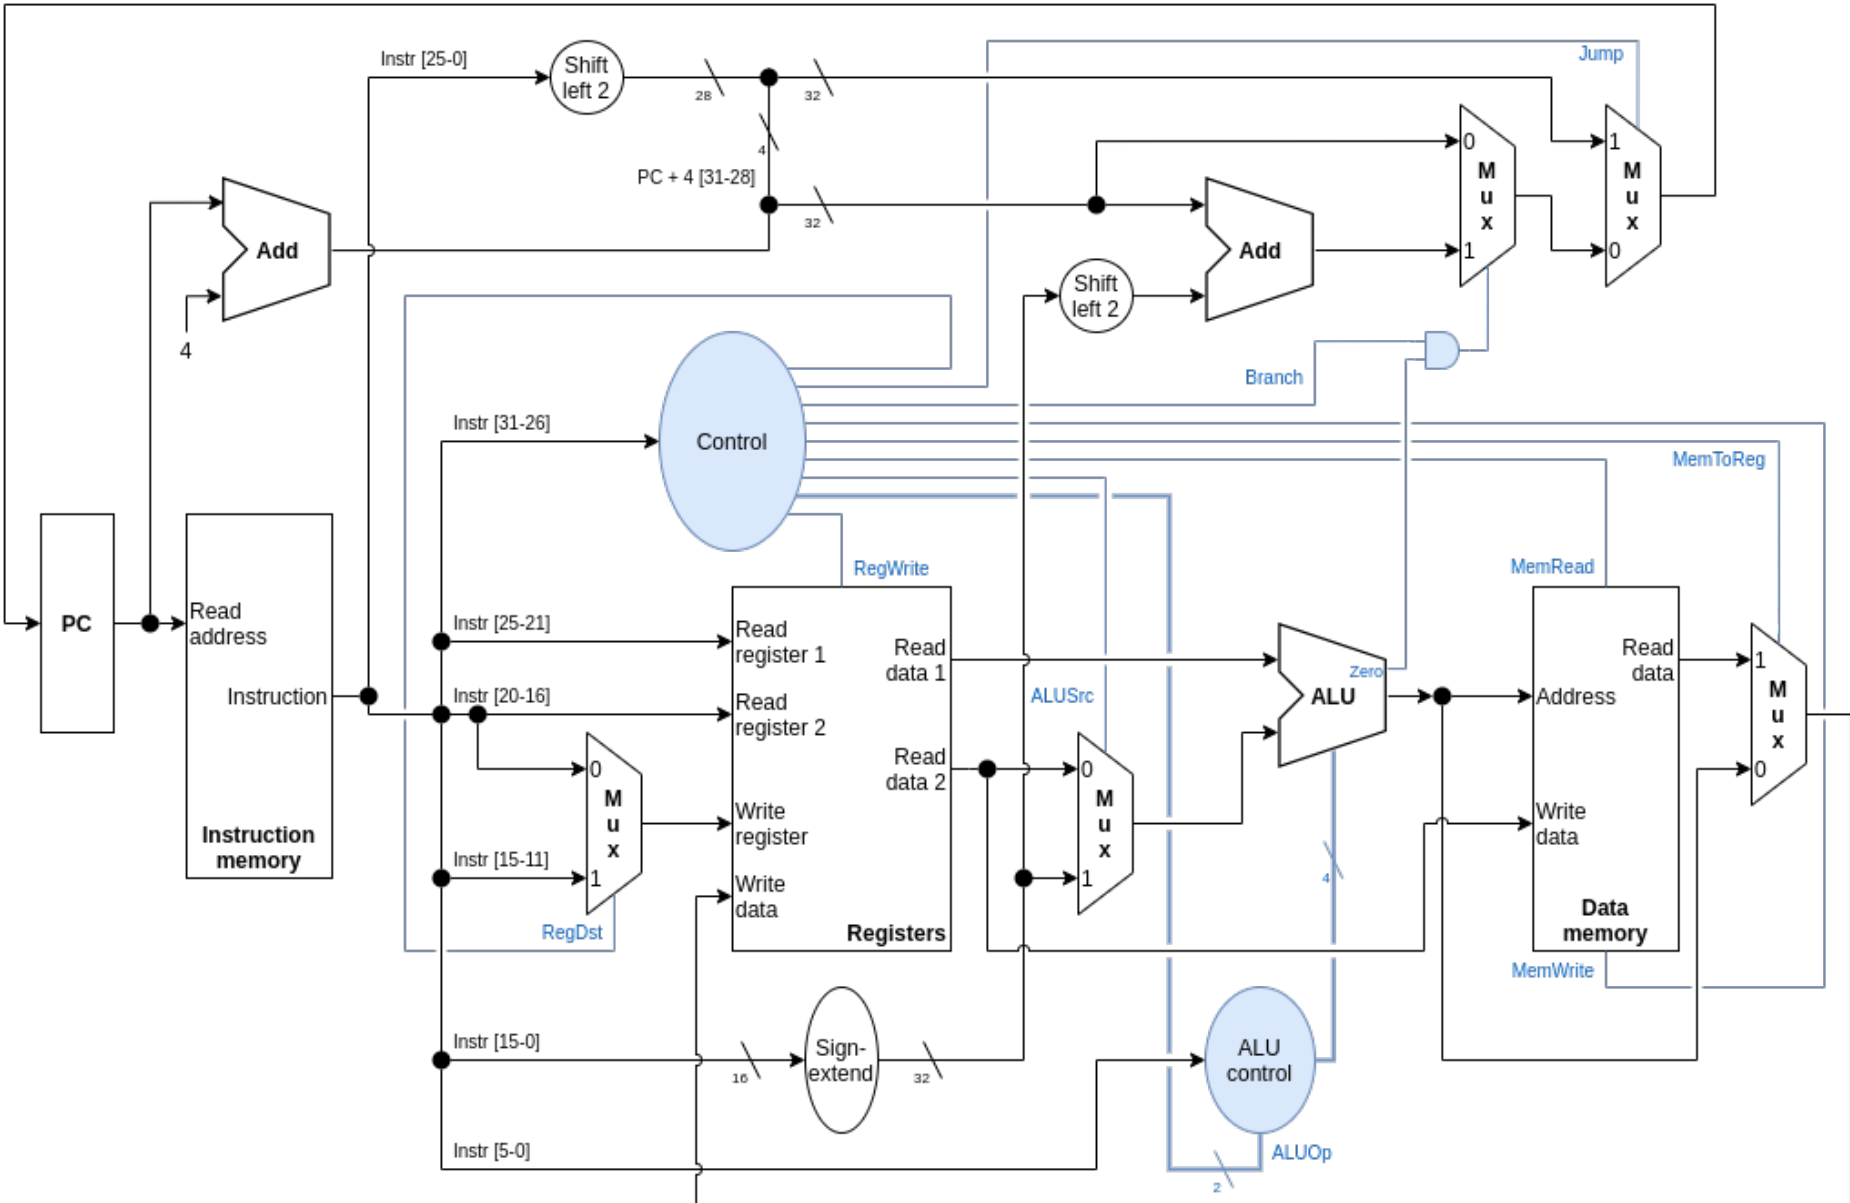 Instr [25-0]
Shift
left 2
28
32
Jump
4
PC + 4 [31-28]
32
0
M
u
x
1
1
M
u
x
0
Add
4
Add
Shift
left 2
Branch
Instr [31-26]
Control
MemToReg
PC
Read
address
Instruction
Instruction
memory
RegWrite
MemRead
Instr [25-21]
Instr [20-16]
Instr [15-11]
0
M
u
x
1
RegDst
Read
register 1
Read
register 2
Write
register
Write
data
Read
data 1
Read
data 2
Registers
ALUSrc
0
M
u
x
1
Zero
ALU
4
Address
Write
data
Read
data
Data
memory
MemWrite
1
M
u
x
0
Instr [15-0]
16
Sign-
extend
32
ALU
control
Instr [5-0]
ALUOp
2